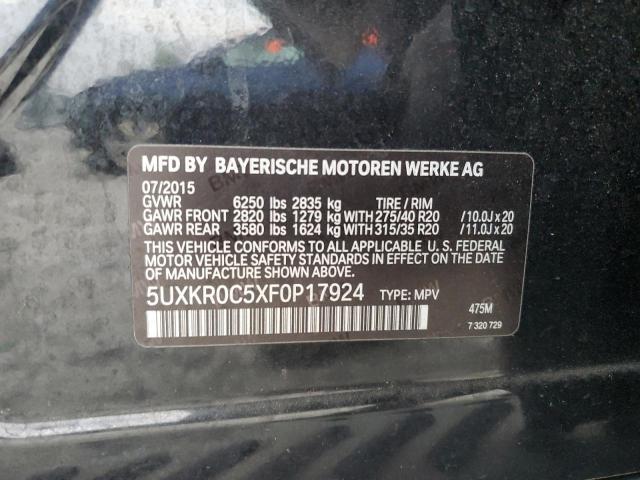 MFD BY BAYERISCHE MOTOREN WERKE AG
07/2015
GVWR 6250 lbs 2835 kg TIRE / RIM
GAWR FRONT 2820 lbs 1279 kg WITH 275/40 R20 /10.0J x 20
GAWR REAR 3580 lbs 1624 kg WITH 315/35 R20 /11.0J x 20
THIS VEHICLE CONFORMS TO ALL APPLICABLE U. S. FEDERAL
MOTOR VEHICLE SAFETY STANDARDS IN EFFECT ON THE
DATE OF MANUFACTURE SHOWN ABOVE.
5UXKR0C5XF0P17924 TYPE: MPV 475M
7 320 729